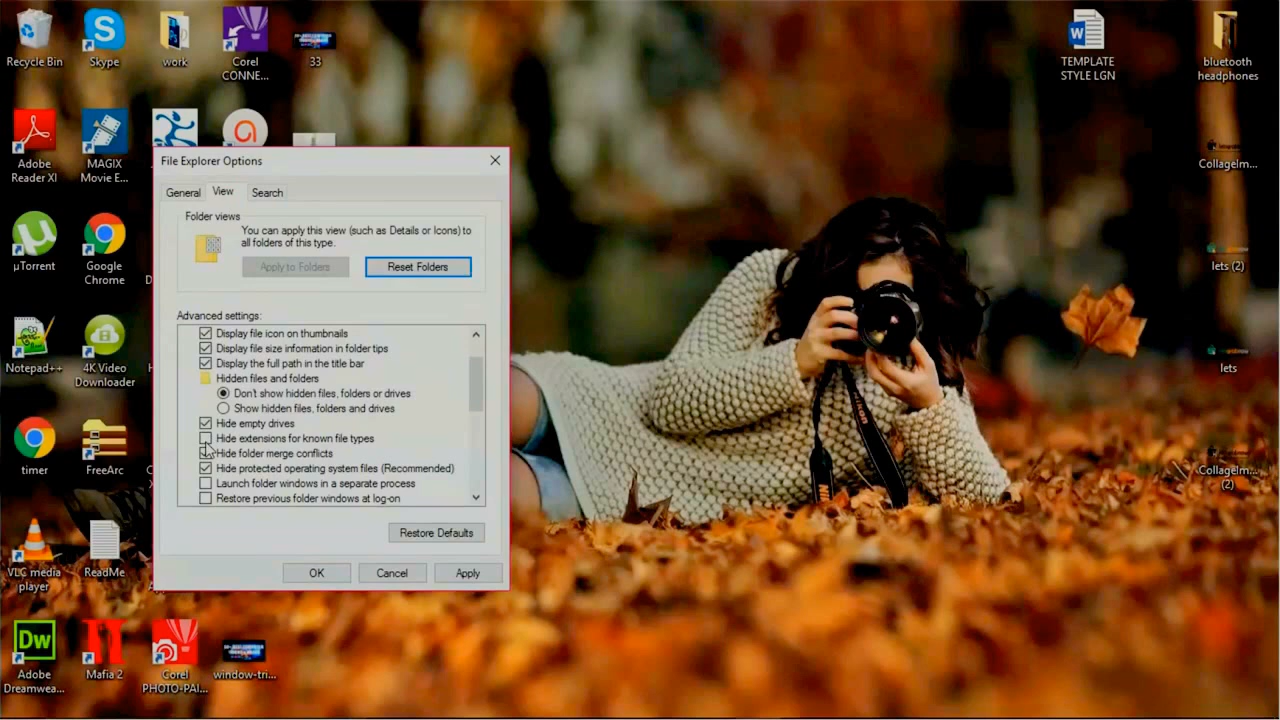 Recycle Bin
Skype
work
Corel
CONNE...
33
TEMPLATE
STYLE LGN
bluetooth
headphones
Adobe
Reader XI
MAGIX
Movie E...
CollageIm...
File Explorer Options
General
View
Search
Folder views
You can apply this view (such as Details or Icons) to
all folders of this type.
Apply to Folders
Reset Folders
µTorrent
Google
Chrome
D
lets (2)
Advanced settings:
Display file icon on thumbnails
Display file size information in folder tips
Display the full path in the title bar
Hidden files and folders
Don't show hidden files, folders or drives
Show hidden files, folders and drives
Hide empty drives
Hide extensions for known file types
Hide folder merge conflicts
Hide protected operating system files (Recommended)
Launch folder windows in a separate process
Restore previous folder windows at log-on
Notepad++
4K Video
Downloader
lets
Nikon
timer
FreeArc
CollageIm...
(2)
Restore Defaults
OK
Cancel
Apply
VLC media
player
ReadMe
Dw
Adobe
Dreamwea...
Mafia 2
Corel
PHOTO-PAI...
window-tri...